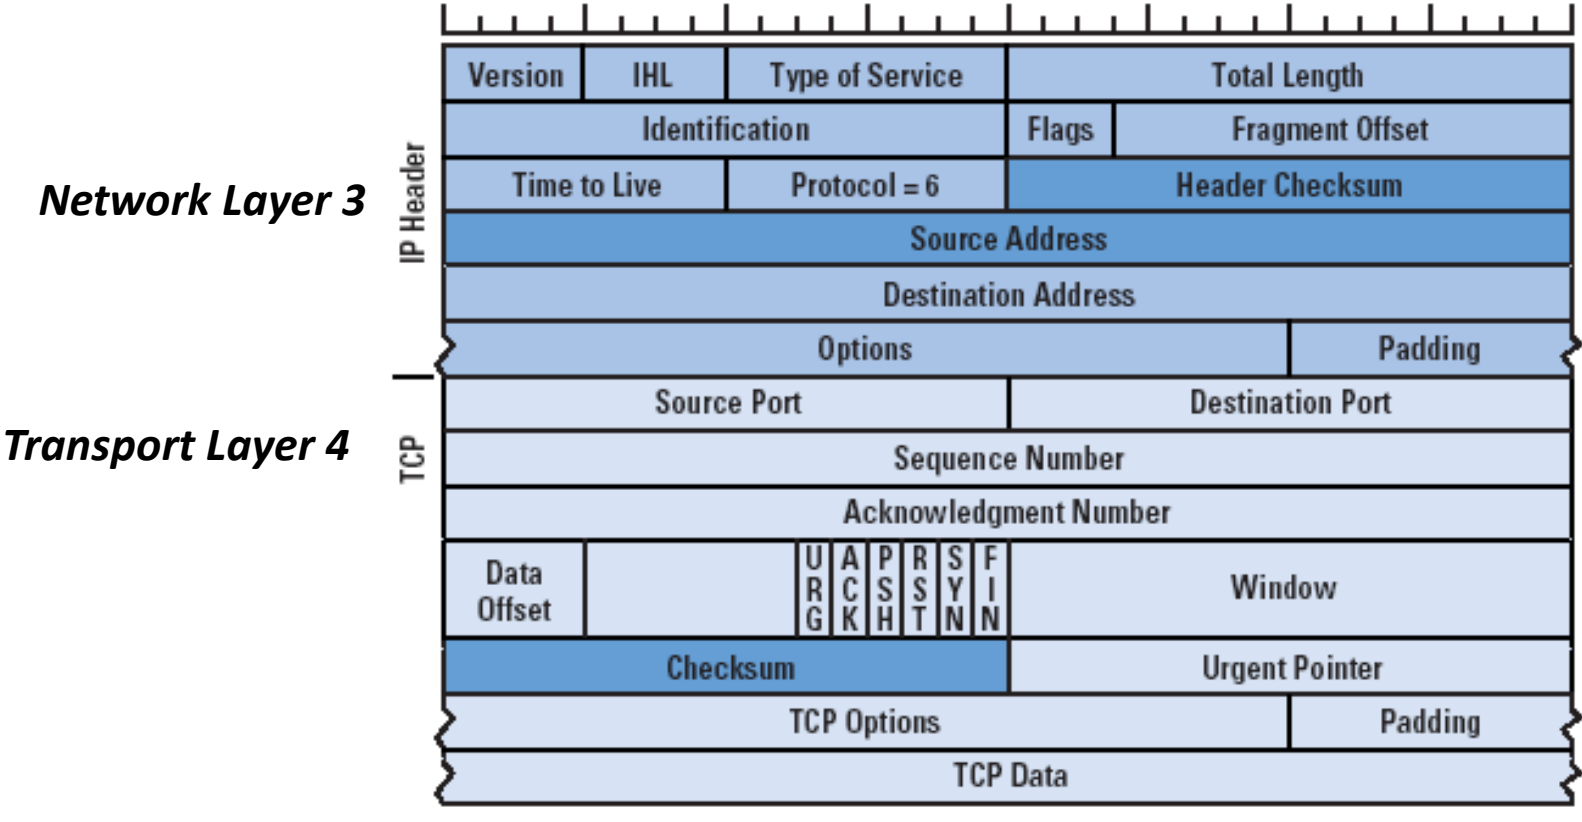 Version IHL Type of Service Total Length
Identification Flags Fragment Offset
Network Layer 3
IP Header
Time to Live Protocol = 6 Header Checksum
Source Address
Destination Address
Options Padding
Source Port Destination Port
Transport Layer 4
TCP
Sequence Number
Acknowledgment Number
Data Offset URG ACK PSH RST SYN FIN Window
Checksum Urgent Pointer
TCP Options Padding
TCP Data